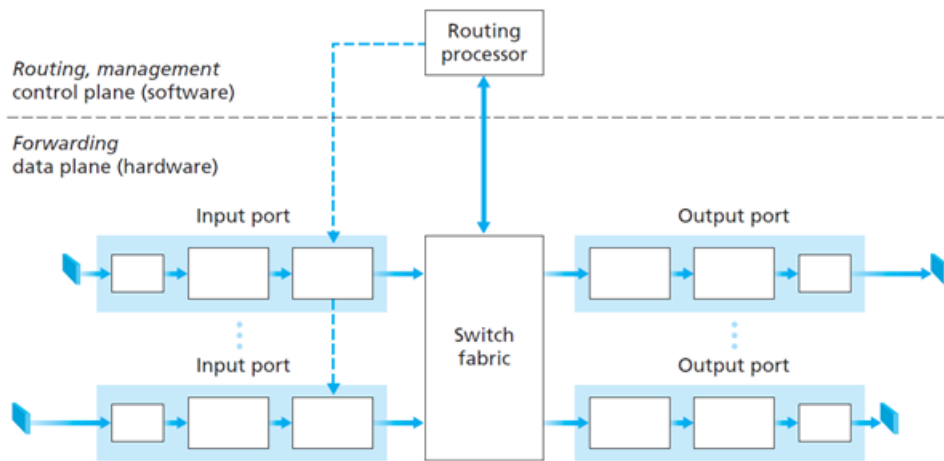 Routing
processor
Routing, management
control plane (software)
Forwarding
data plane (hardware)
Input port
Output port
Switch
fabric
Input port
Output port